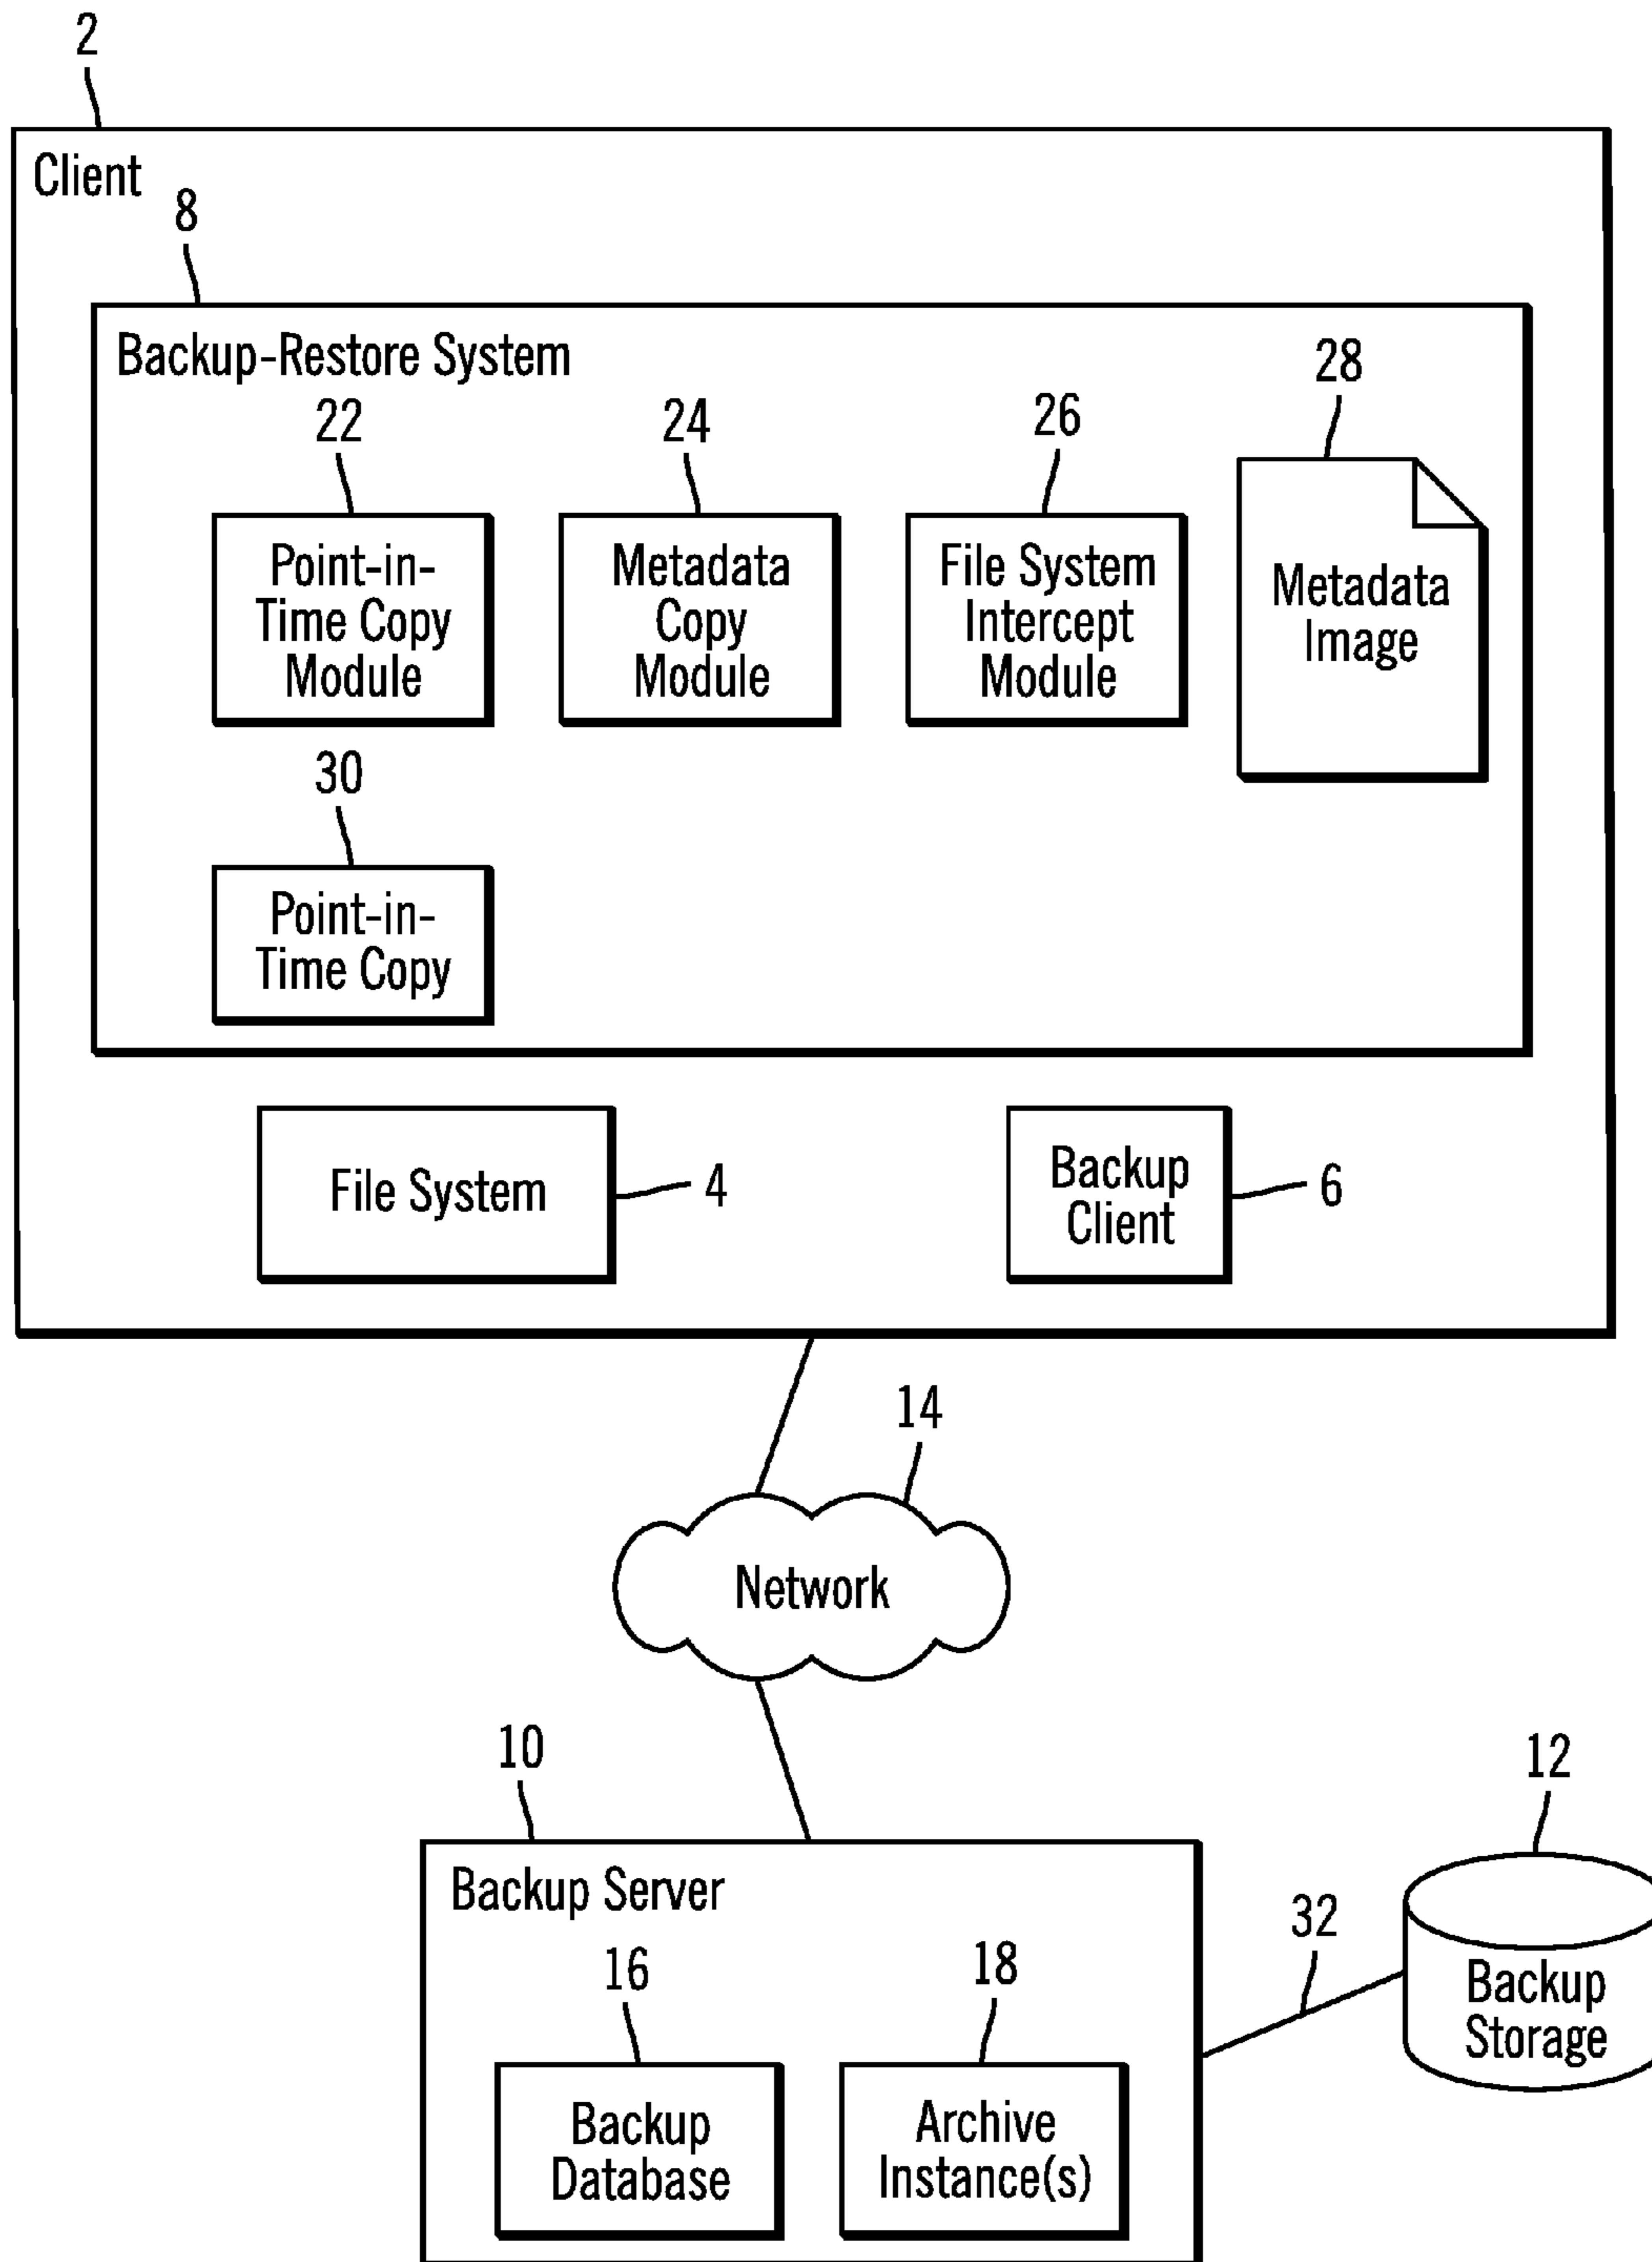 2
Client
8
Backup-Restore System
22
24
26
28
Point-in-
Time Copy
Module
Metadata
Copy
Module
File System
Intercept
Module
Metadata
Image
30
Point-in-
Time Copy
File System
4
Backup
Client
6
14
Network
10
12
Backup Server
32
16
18
Backup
Storage
Backup
Database
Archive
Instance(s)